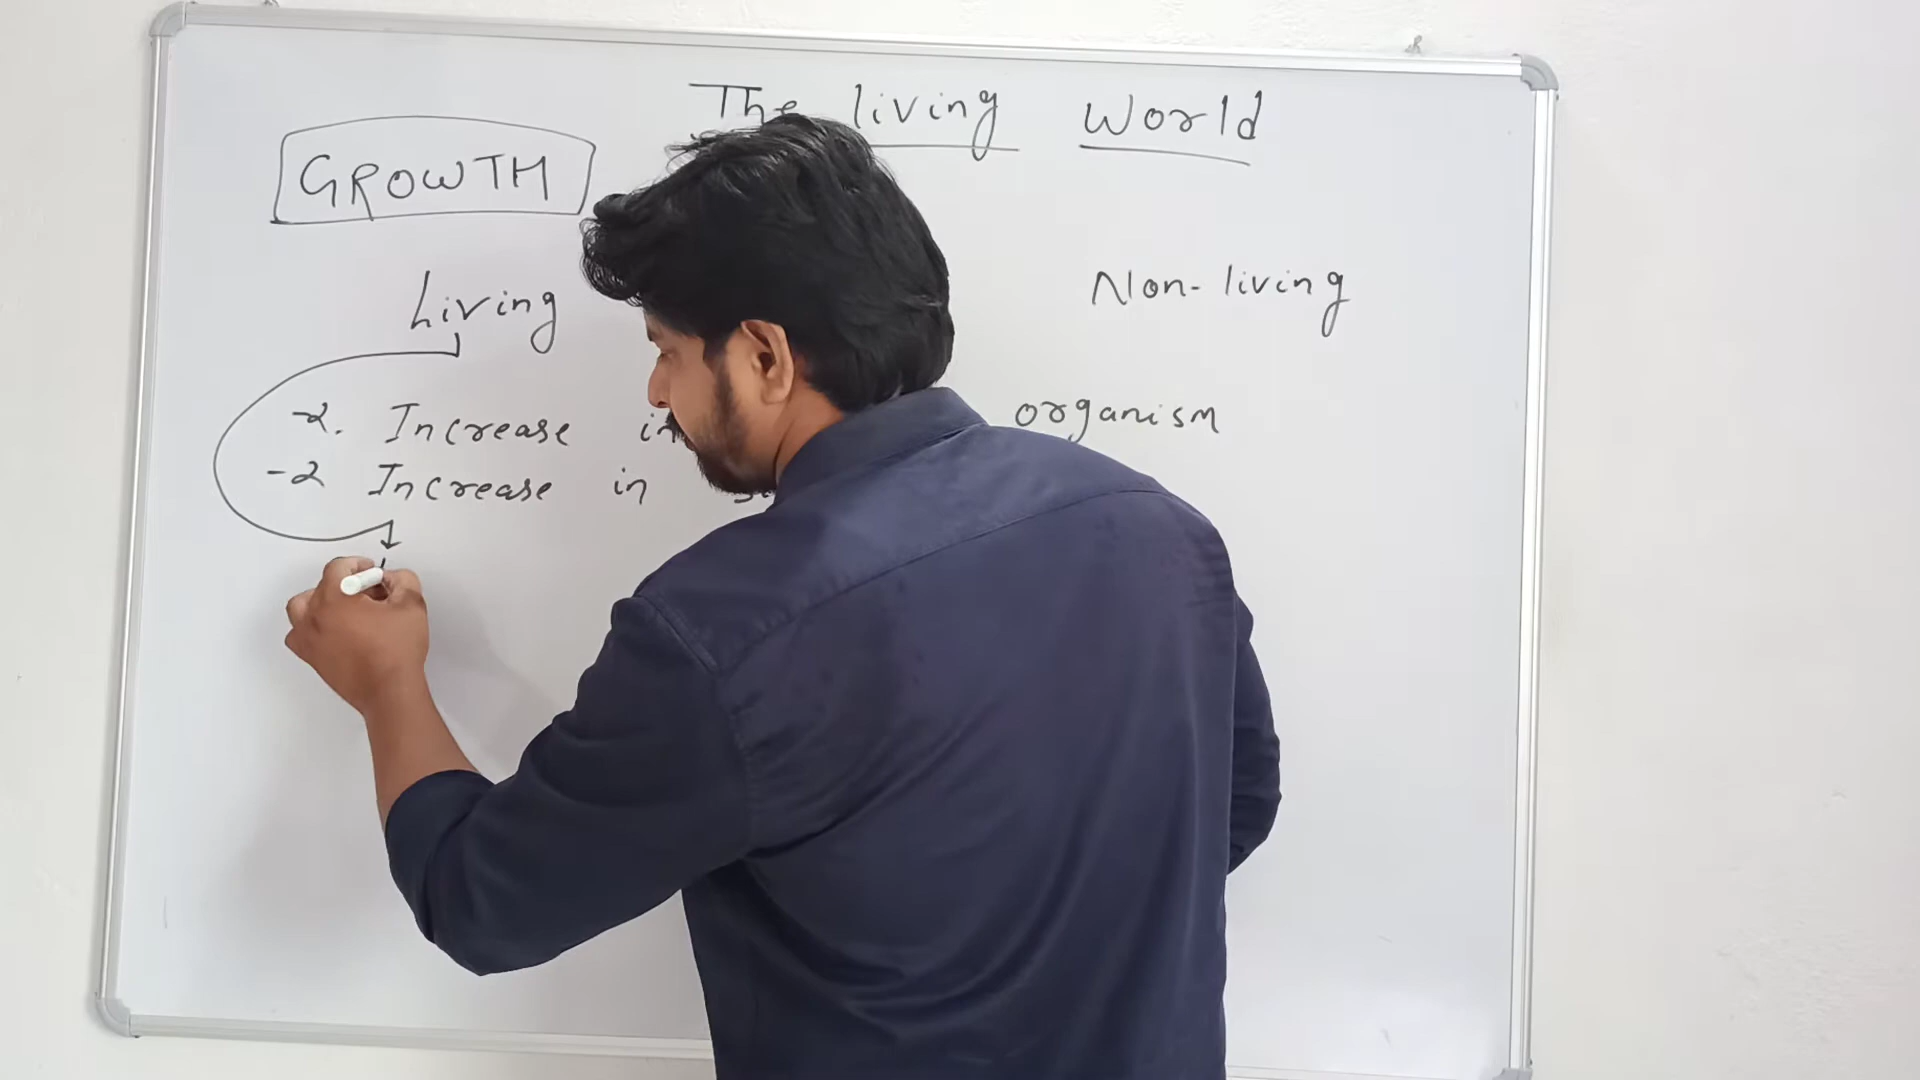 The living World
GROWTH
Living
Non-living
-2. Increase in organism
-2 Increase in